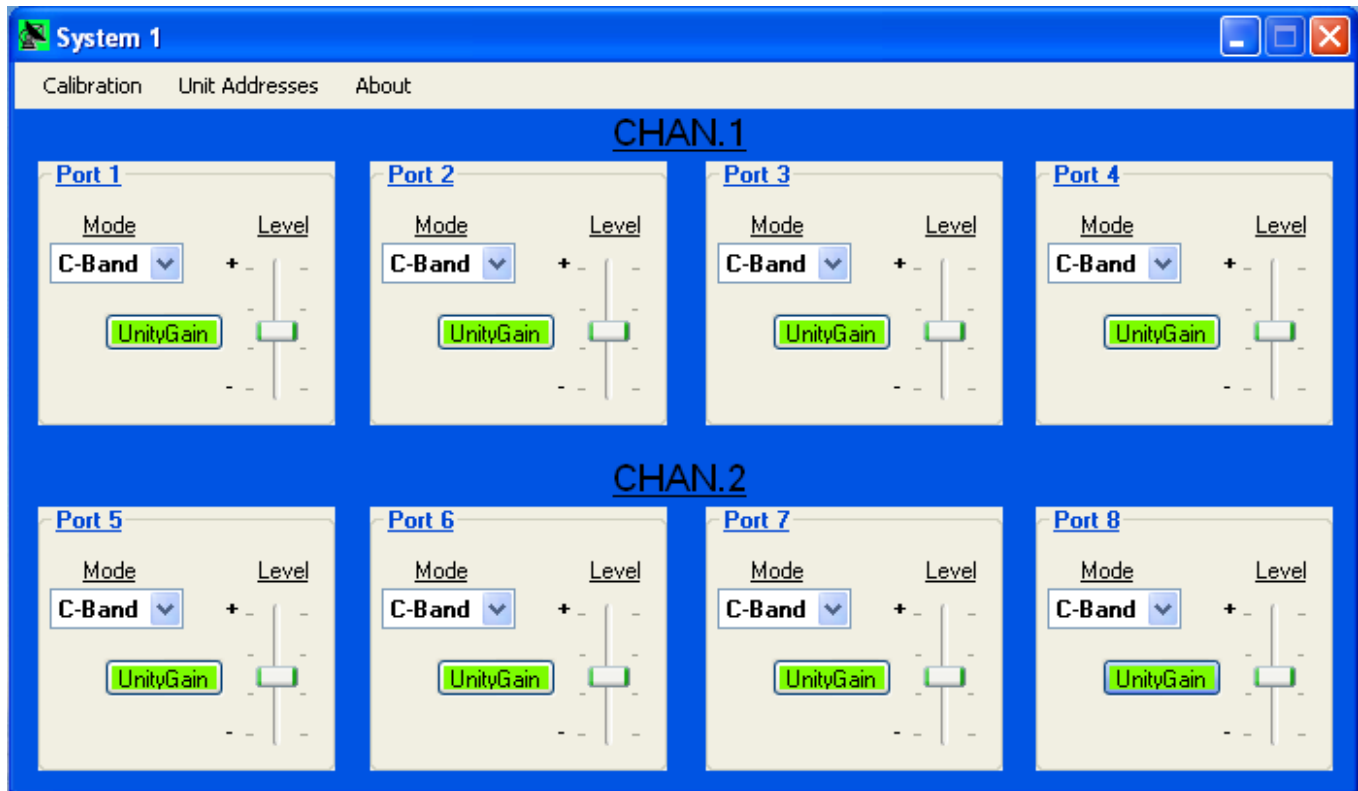 System 1
Calibration Unit Addresses About
CHAN.1
Port 1 Port 2 Port 3 Port 4
Mode Level Mode Level Mode Level Mode Level
C-Band + C-Band + C-Band + C-Band +
UnityGain UnityGain UnityGain UnityGain
- - - -
CHAN.2
Port 5 Port 6 Port 7 Port 8
Mode Level Mode Level Mode Level Mode Level
C-Band + C-Band + C-Band + C-Band +
UnityGain UnityGain UnityGain UnityGain
- - - -